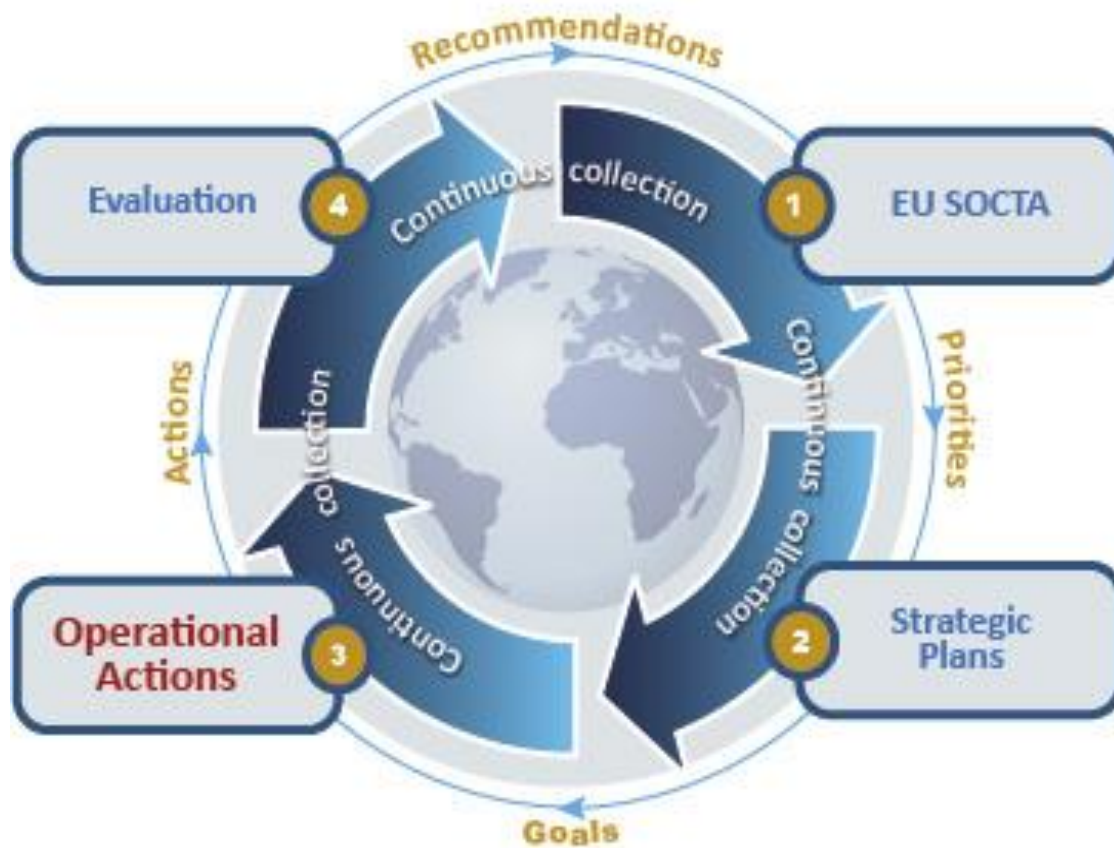 Recommendations
Evaluation
4
Continuous collection
1
EU SOCTA
Priorities
Continuous collection
2
Strategic
Plans
Goals
Operational
Actions
3
Continuous collection
Actions